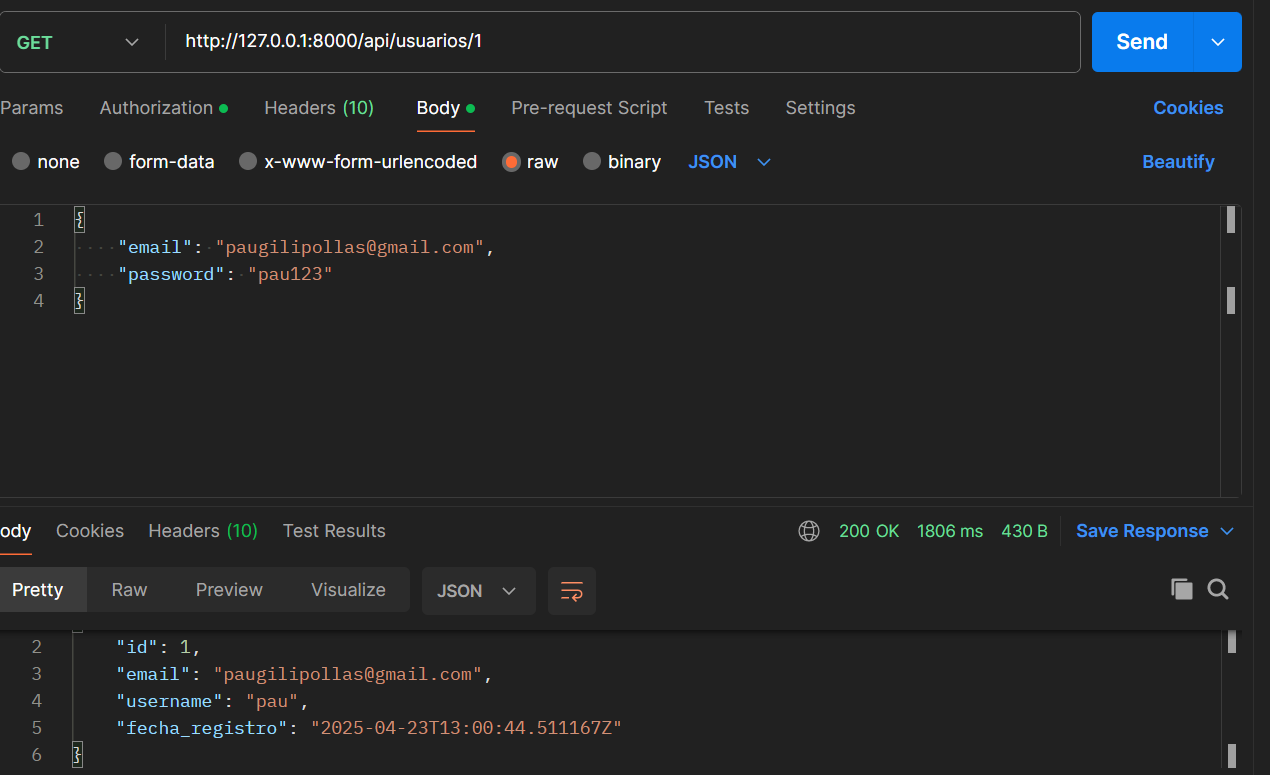 GET http://127.0.0.1:8000/api/usuarios/1 Send
Params Authorization Headers (10) Body Pre-request Script Tests Settings Cookies
none form-data x-www-form-urlencoded raw binary JSON Beautify
1 {
2 "email": "paugilipollas@gmail.com",
3 "password": "pau123"
4 }
ody Cookies Headers (10) Test Results 200 OK 1806 ms 430 B Save Response
Pretty Raw Preview Visualize JSON
2 "id": 1,
3 "email": "paugilipollas@gmail.com",
4 "username": "pau",
5 "fecha_registro": "2025-04-23T13:00:44.511167Z"
6 }